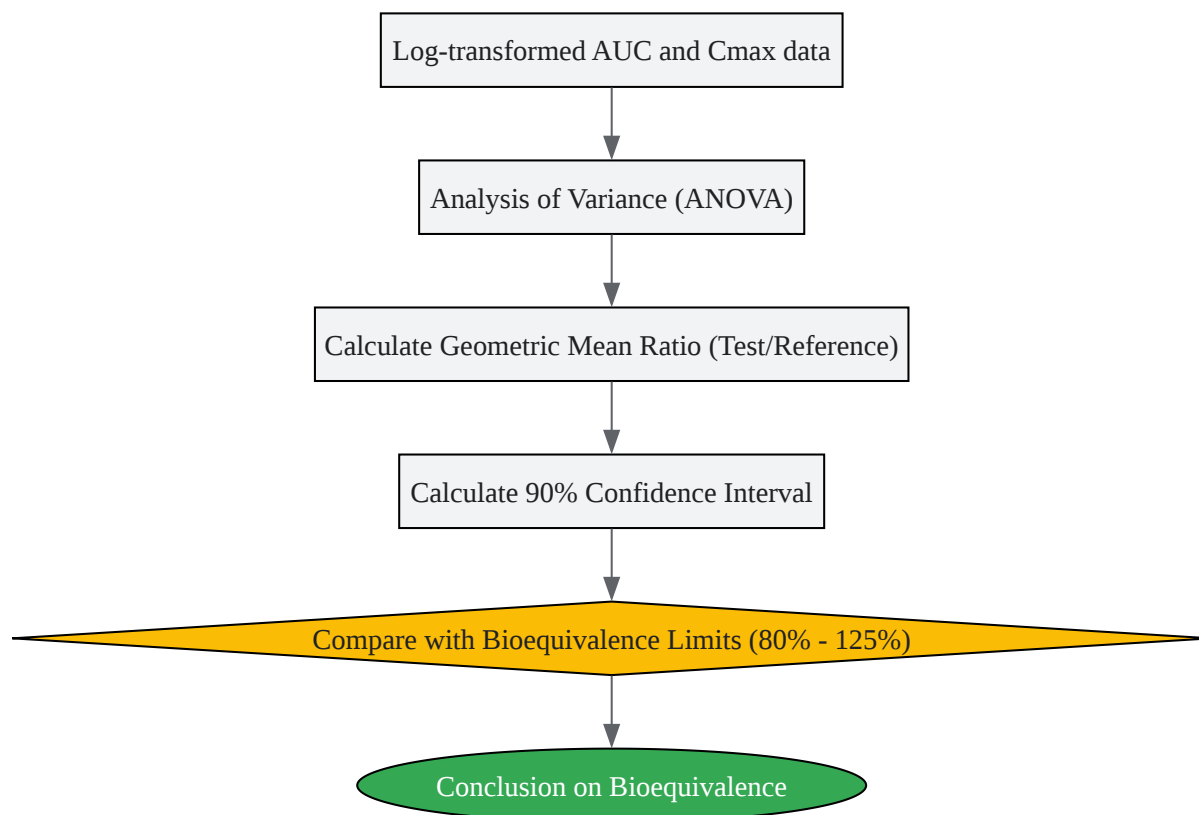 Log-transformed AUC and Cmax data
Analysis of Variance (ANOVA)
Calculate Geometric Mean Ratio (Test/Reference)
Calculate 90% Confidence Interval
Compare with Bioequivalence Limits (80% - 125%)
Conclusion on Bioequivalence